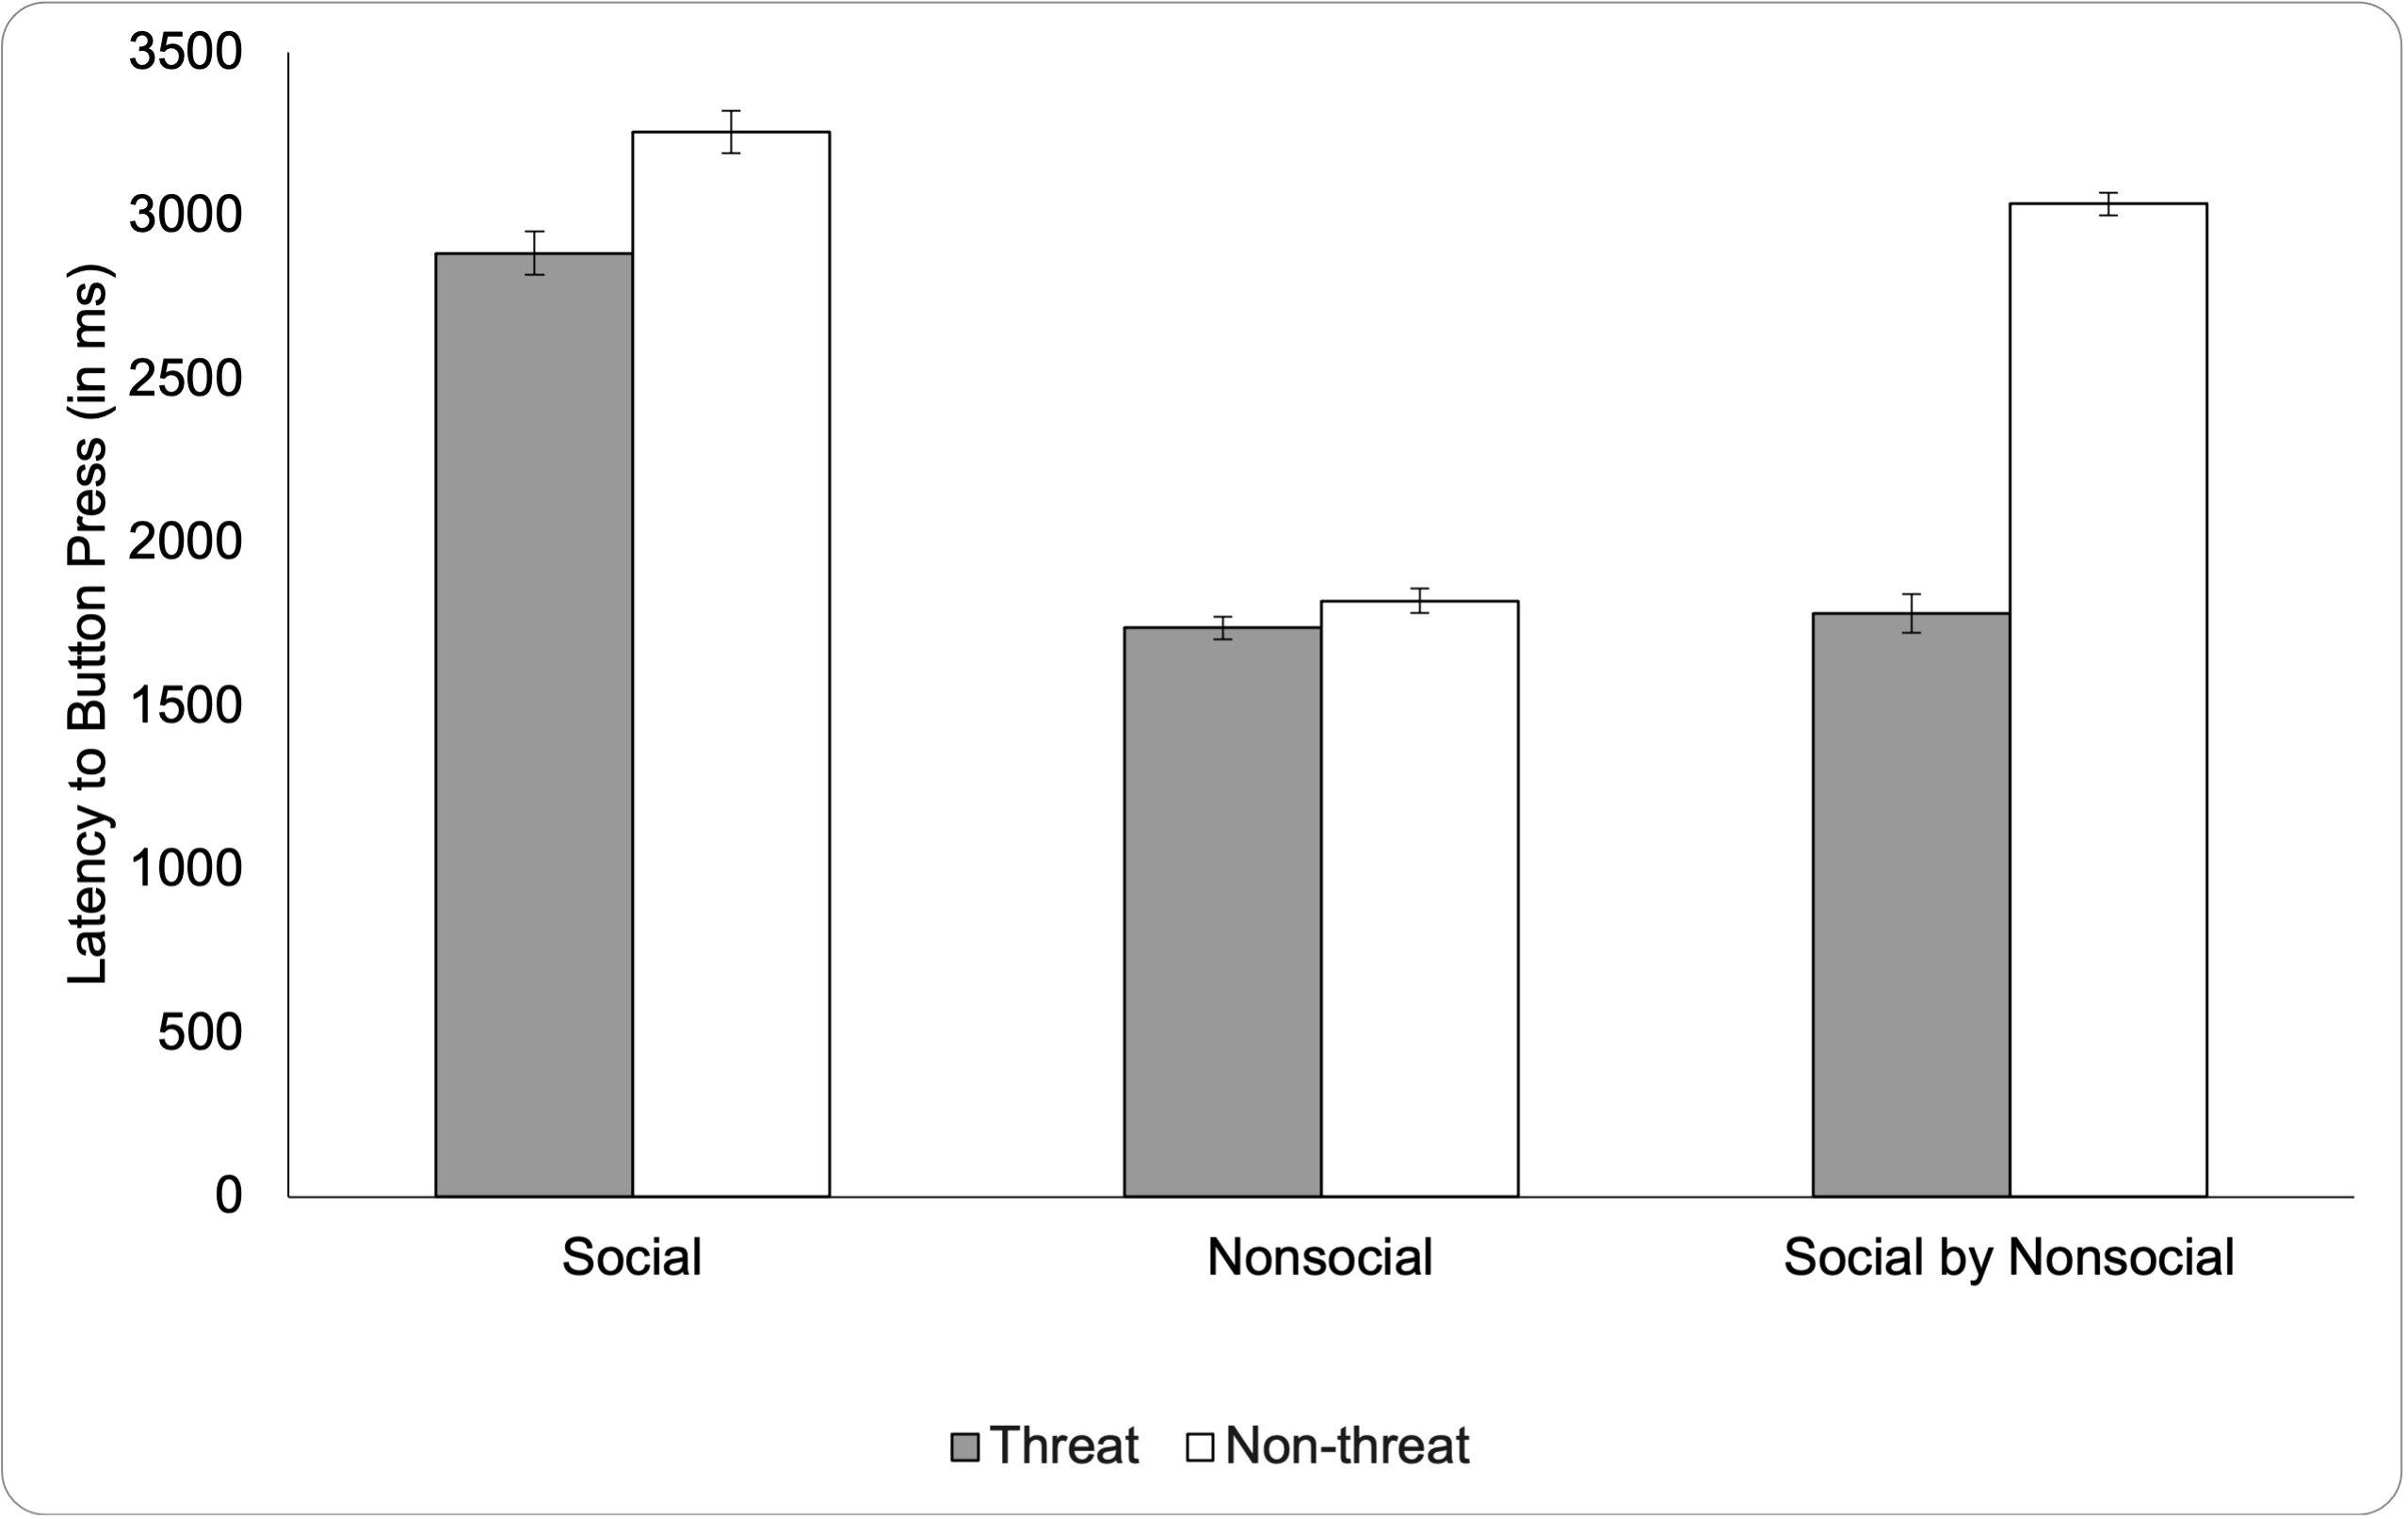 Latency to Button Press (in ms)
3500
3000
2500
2000
1500
1000
500
0
Social
Nonsocial
Social by Nonsocial
Threat
Non-threat